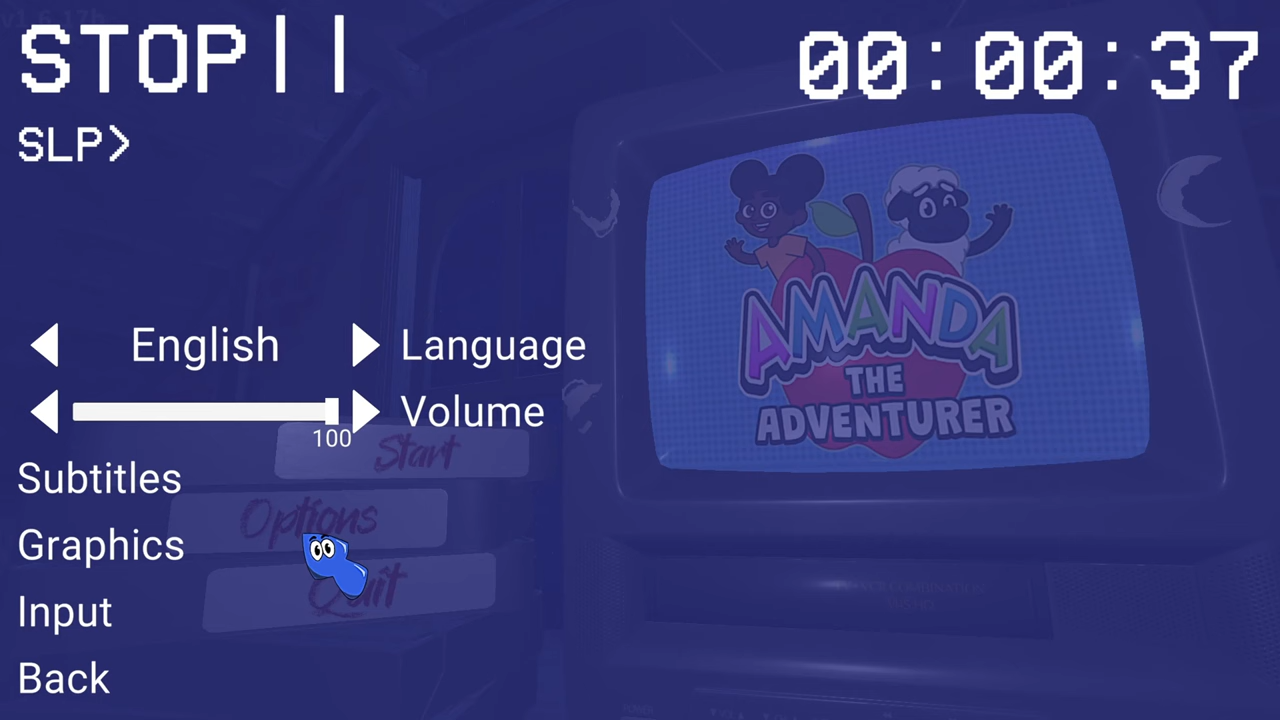 STOP||
00:00:37
SLP>
English
Language
Volume
100
Start
Subtitles
Options
Graphics
Quit
Input
Back
AMANDA
THE
ADVENTURER